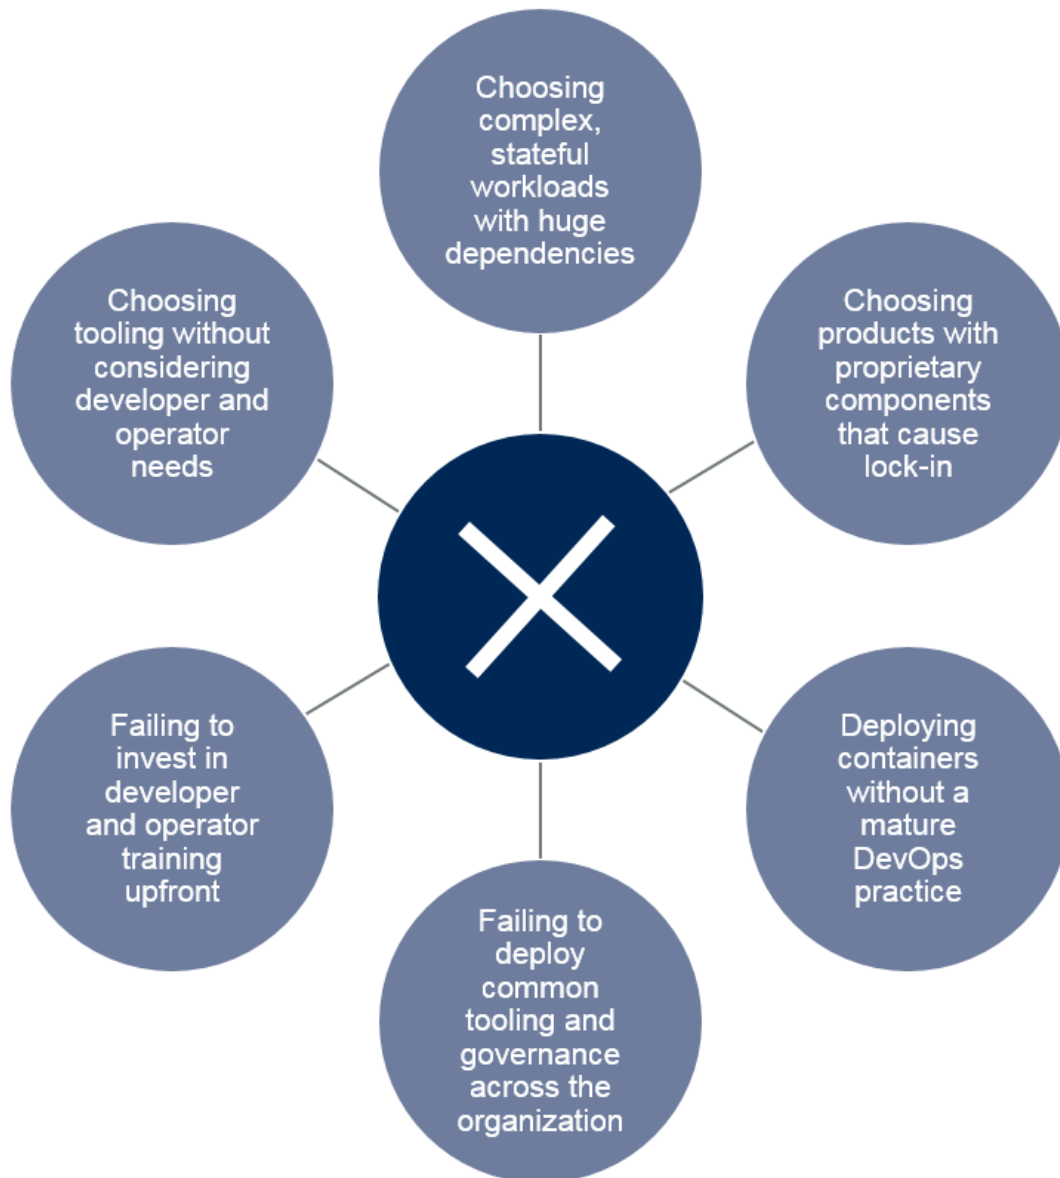 Choosing
complex,
stateful
workloads
with huge
dependencies
Choosing
products with
proprietary
components
that cause
lock-in
Deploying
containers
without a
mature
DevOps
practice
Failing to
deploy
common
tooling and
governance
across the
organization
Failing to
invest in
developer
and operator
training
upfront
Choosing
tooling without
considering
developer and
operator
needs